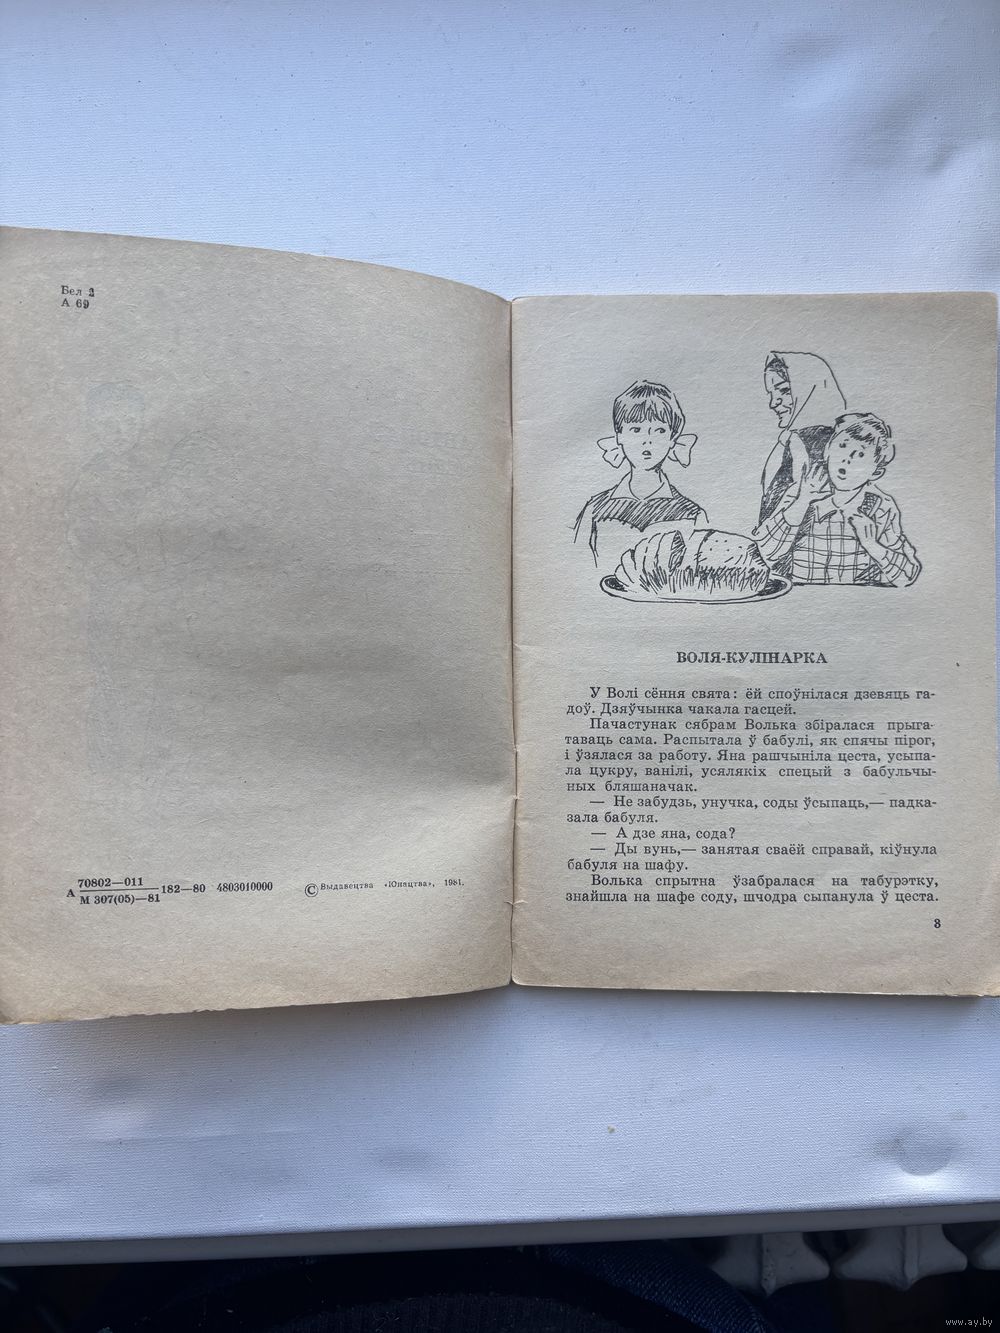 Бел 2
А 69
70802—011
А 182—80 4803010000
М 307(05)—81
© Выдавецтва «Юнацтва», 1981.
ВОЛЯ-КУЛІНАРКА
У Волі сёння свята: ёй споўнілася дзевяць га-
доў. Дзяўчынка чакала гасцей.
Пачастунак сябрам Волька збіралася прыга-
таваць сама. Распытала ў бабулі, як спячы пірог,
і ўзялася за работу. Яна рашчыніла цеста, усыпа-
ла цукру, ванілі, усялякіх спецый з бабульчы-
ных бляшаначак.
— Не забудзь, унучка, соды ўсыпаць,— падка-
зала бабуля.
— А дзе яна, сода?
— Ды вунь,— занятая сваёй справай, кіўнула
бабуля на шафу.
Волька спрытна ўзабралася на табурэтку,
знайшла на шафе соду, шчодра сыпанула ў цеста.
3
www.ay.by